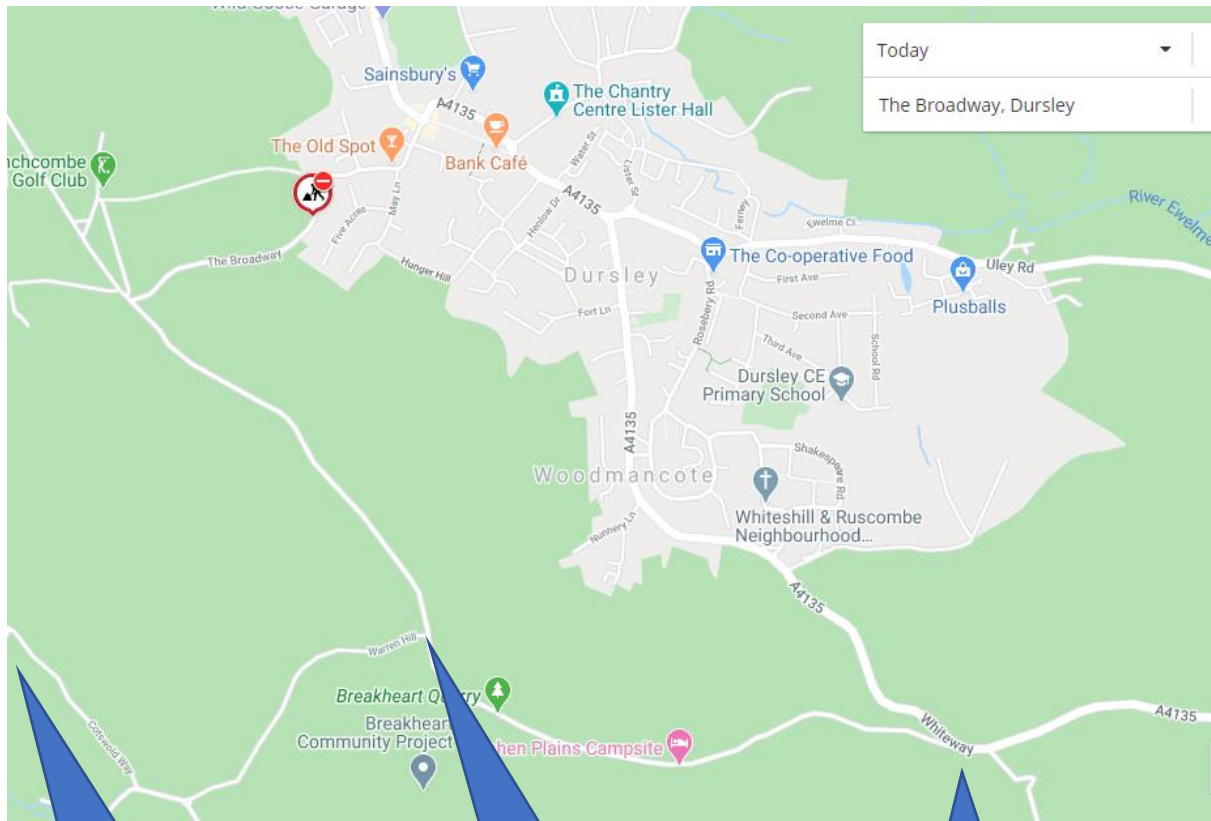 Today
The Broadway, Dursley
Sainsbury's
A4135
The Chantry
Centre Lister Hall
The Old Spot
Bank Café
Water St
Lister St
nchcombe
Golf Club
May Ln
Five Acres
Henlow Dr
A4135
Ferney
Ewelme Cl
River Ewelme
The Broadway
Hunger Hill
Dursley
The Co-operative Food
Uley Rd
First Ave
Plusballs
Fort Ln
Rosebery Rd
Second Ave
Third Ave
School Rd
Dursley CE
Primary School
A4135
Woodmancote
Shakespeare Rd
Whiteshill & Ruscombe
Neighbourhood...
Nunnery Ln
A4135
Warren Hill
Breakheart Quarry
Breakheart
Community Project
hen Plains Campsite
Cotswold Way
Whiteway
A4135